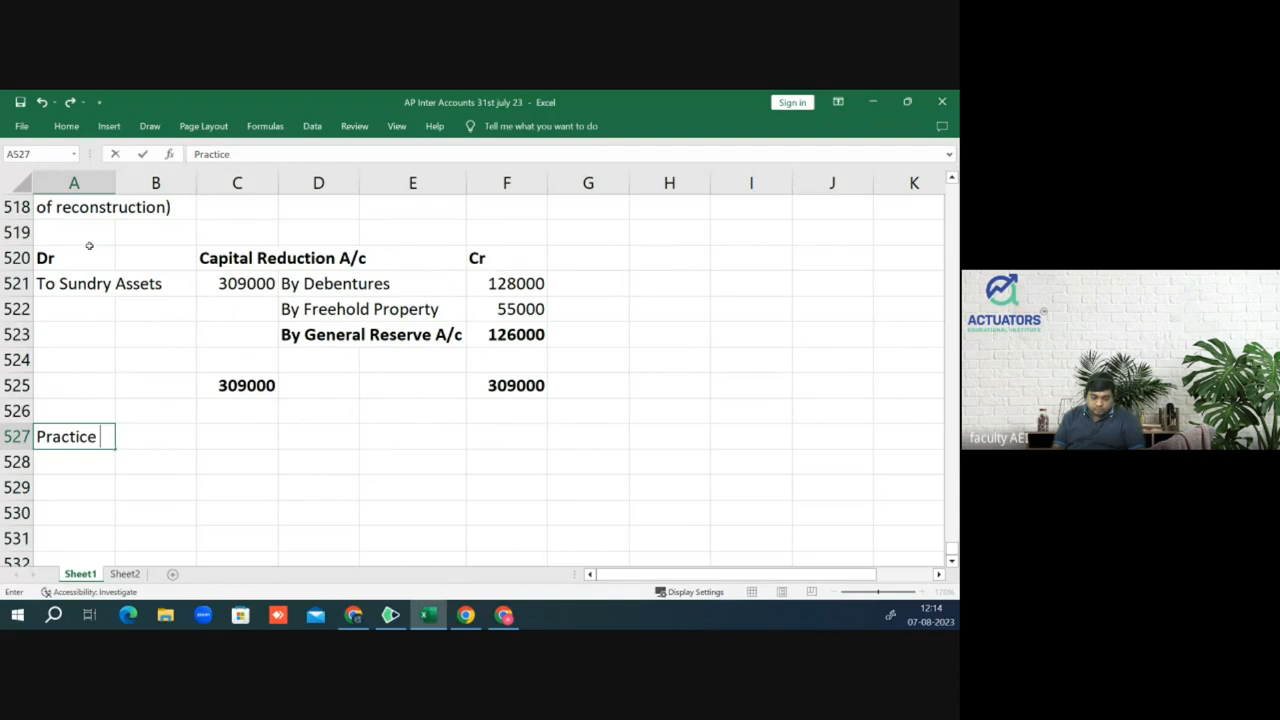 AP Inter Accounts 31st july 23 - Excel
Sign in
File Home Insert Draw Page Layout Formulas Data Review View Help Tell me what you want to do
A527 fx Practice
A B C D E F G H I J K
518 of reconstruction)
519
520 Dr Capital Reduction A/c Cr
521 To Sundry Assets 309000 By Debentures 128000
522 By Freehold Property 55000
523 By General Reserve A/c 126000
524
525 309000 309000
526
527 Practice
528
529
530
531
532
Sheet1 Sheet2
Enter Accessibility: Investigate Display Settings 170%
zoom
12:14
07-08-2023
ACTUATORS
EDUCATIONAL INSTITUTE
faculty AEI